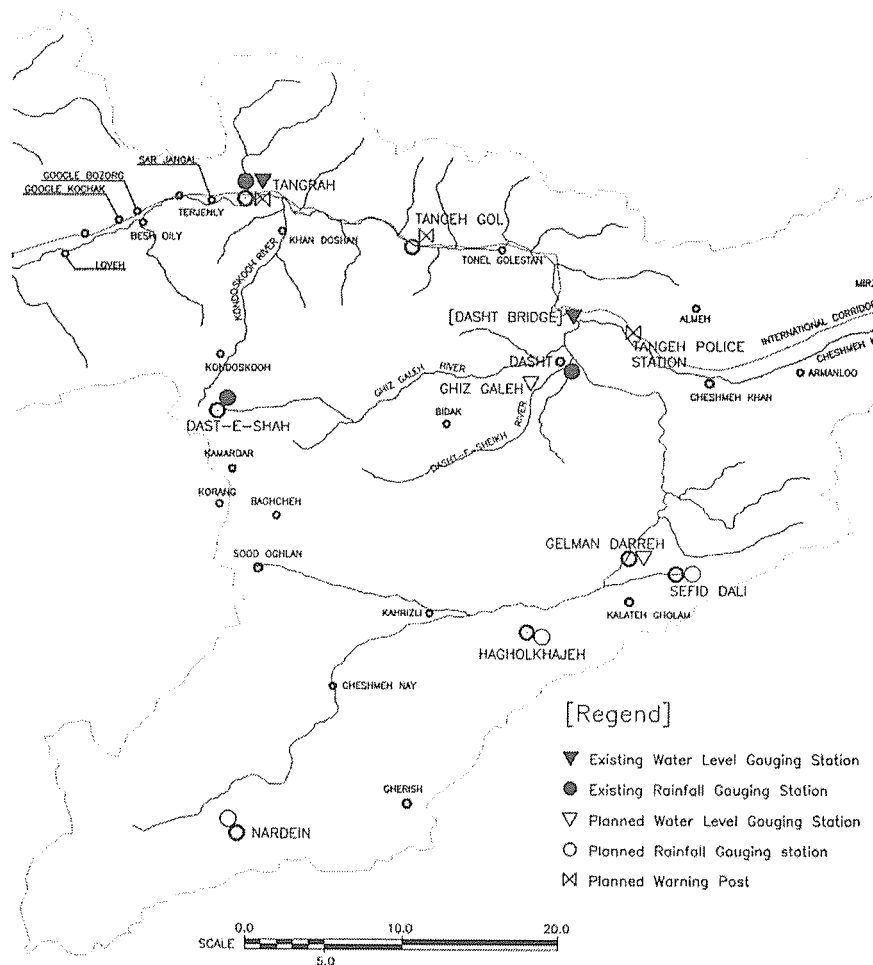 SAR JANGAL
GOOGLE BOZORG
GOOGLE KOCHAK
TANGRAH
TERJENLY
BESH OILY
LOVEH
KHAN DOSHAN
TANGEH GOL
TONEL GOLESTAN
KONDOSKOOH RIVER
[DASHT BRIDGE]
ALMEH
MIRZ
INTERNATIONAL CORRIDOR
TANGEH POLICE
STATION
CHESHMEH K
ARMANLOO
CHESHMEH KHAN
KONDOSKOOH
DASHT
GHIZ GALEH RIVER
GHIZ GALEH
DAST-E-SHAH
BIDAK
DASHT-E-SHEIKH RIVER
KAMARDAR
KORANG
BAGHCHEH
SOOD OGHLAN
GELMAN DARREH
SEFID DALI
KALATEH GHOLAM
KAHRIZLI
HAGHOLKHAJEH
CHESHMEH NAY
[Regend]
Existing Water Level Gauging Station
Existing Rainfall Gauging Station
Planned Water Level Gauging Station
Planned Rainfall Gauging station
Planned Warning Post
GHERISH
NARDEIN
0.0 10.0 20.0
SCALE
5.0